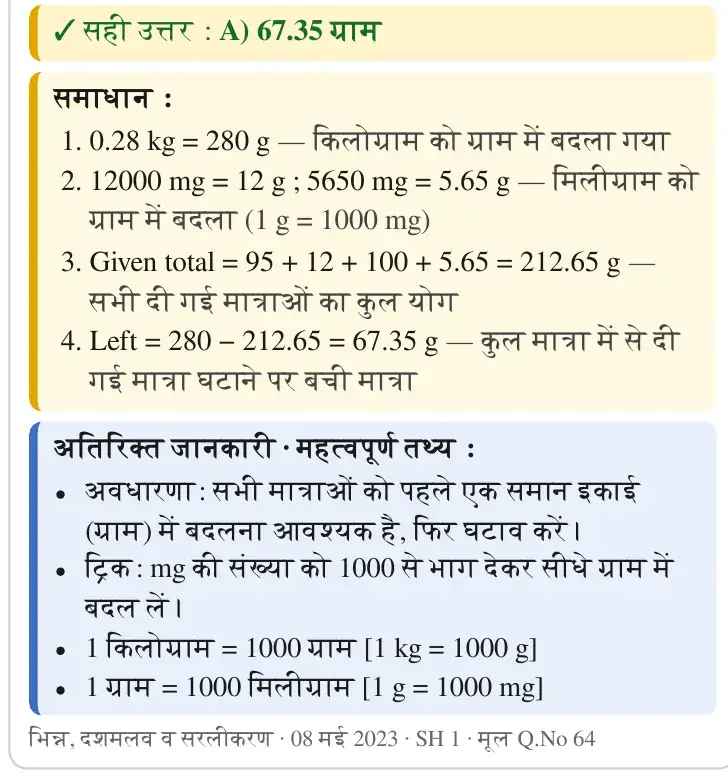 ✓ सही उत्तर : A) 67.35 ग्राम
समाधान :
1. 0.28 kg = 280 g — किलोग्राम को ग्राम में बदला गया
2. 12000 mg = 12 g ; 5650 mg = 5.65 g — मिलीग्राम को
ग्राम में बदला (1 g = 1000 mg)
3. Given total = 95 + 12 + 100 + 5.65 = 212.65 g —
सभी दी गई मात्राओं का कुल योग
4. Left = 280 − 212.65 = 67.35 g — कुल मात्रा में से दी
गई मात्रा घटाने पर बची मात्रा
अतिरिक्त जानकारी · महत्वपूर्ण तथ्य :
• अवधारणा : सभी मात्राओं को पहले एक समान इकाई
(ग्राम) में बदलना आवश्यक है, फिर घटाव करें।
• ट्रिक : mg की संख्या को 1000 से भाग देकर सीधे ग्राम में
बदल लें।
• 1 किलोग्राम = 1000 ग्राम [1 kg = 1000 g]
• 1 ग्राम = 1000 मिलीग्राम [1 g = 1000 mg]
भिन्न, दशमलव व सरलीकरण · 08 मई 2023 · SH 1 · मूल Q.No 64